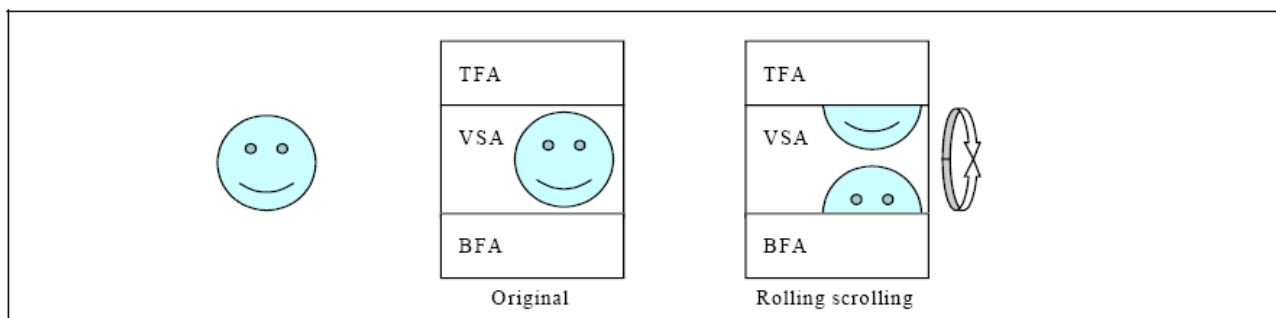 TFA TFA
VSA VSA
BFA BFA
Original Rolling scrolling